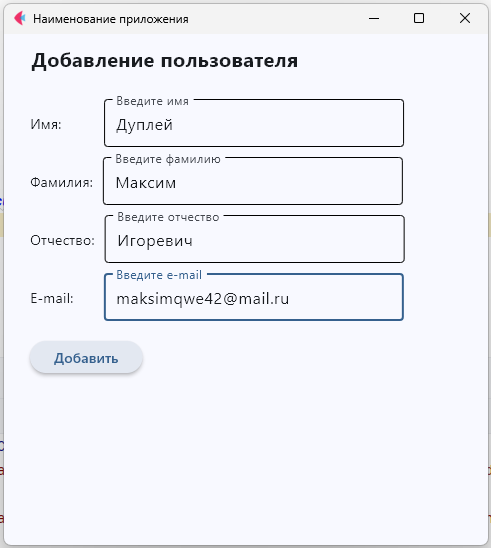 Наименование приложения
Добавление пользователя
Введите имя
Имя: Дуплей
Введите фамилию
Фамилия: Максим
Введите отчество
Отчество: Игоревич
Введите e-mail
E-mail: maksimqwe42@mail.ru
Добавить